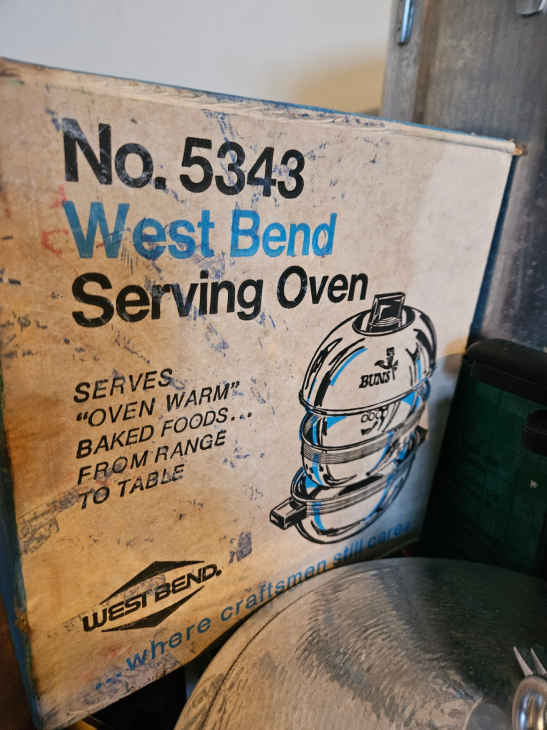 No. 5343
West Bend
Serving Oven
BUNS
SERVES
"OVEN WARM"
BAKED FOODS...
FROM RANGE
TO TABLE
WEST BEND.
...where craftsmen still care